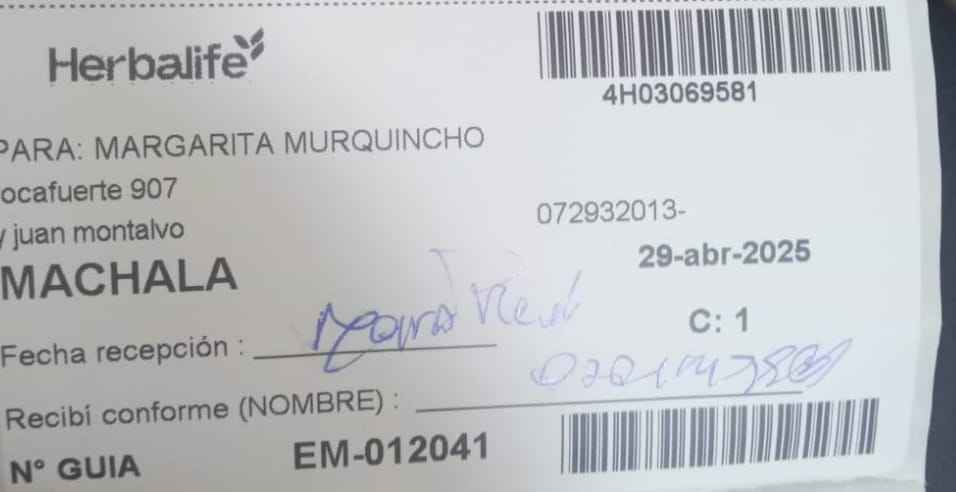 Herbalife
4H03069581
PARA: MARGARITA MURQUINCHO
ocafuerte 907
y juan montalvo
072932013-
MACHALA
29-abr-2025
C: 1
Fecha recepción :
Recibí conforme (NOMBRE) :
N° GUIA
EM-012041